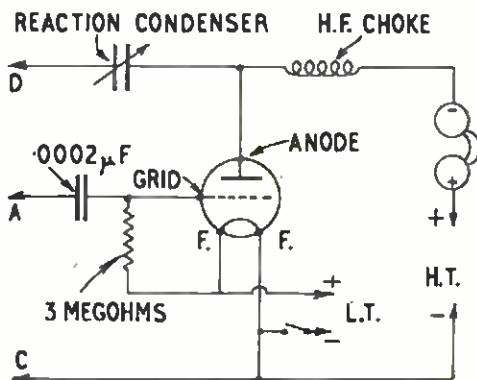 REACTION CONDENSER
H.F. CHOKE
D
ANODE
-
.0002µF
GRID
A
+
+
F. F.
+
H.T.
3 MEGOHMS
L.T.
-
-
C